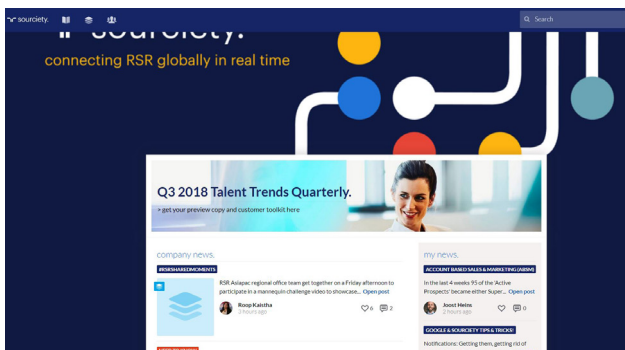 sourciety.
Search
sourciety.
connecting RSR globally in real time
Q3 2018 Talent Trends Quarterly.
> get your preview copy and customer toolkit here
company news.
#RSRSHAREDMOMENTS
RSR Asiapac regional office team get together on a Friday afternoon to
participate in a mannequin challenge video to showcase... Open post
Roop Kaistha
3 hours ago
6
2
my news.
ACCOUNT BASED SALES & MARKETING (ABSM)
In the last 4 weeks 95 of the 'Active
Prospects' became either Super... Open post
Joost Heins
2 hours ago
0
GOOGLE & SOURCIETY TIPS & TRICKS!
Notifications: Getting them, getting rid of